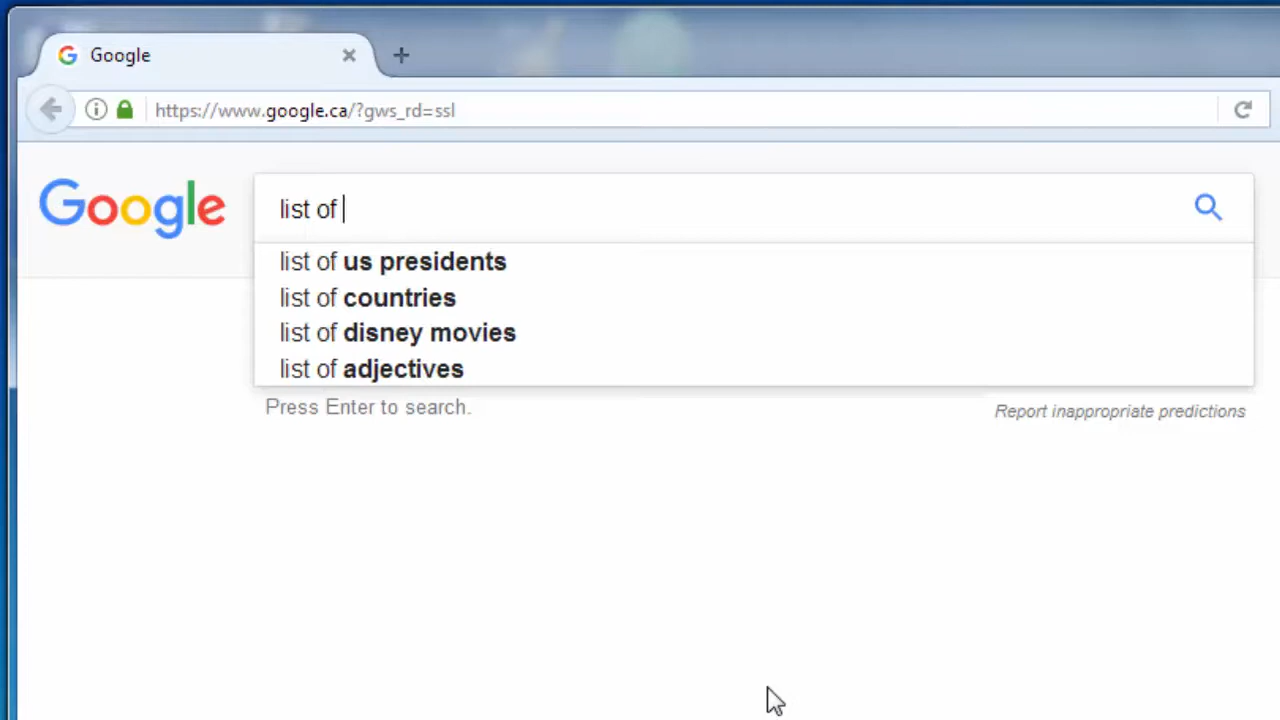 Google
https://www.google.ca/?gws_rd=ssl
Google
list of
list of us presidents
list of countries
list of disney movies
list of adjectives
Press Enter to search.
Report inappropriate predictions